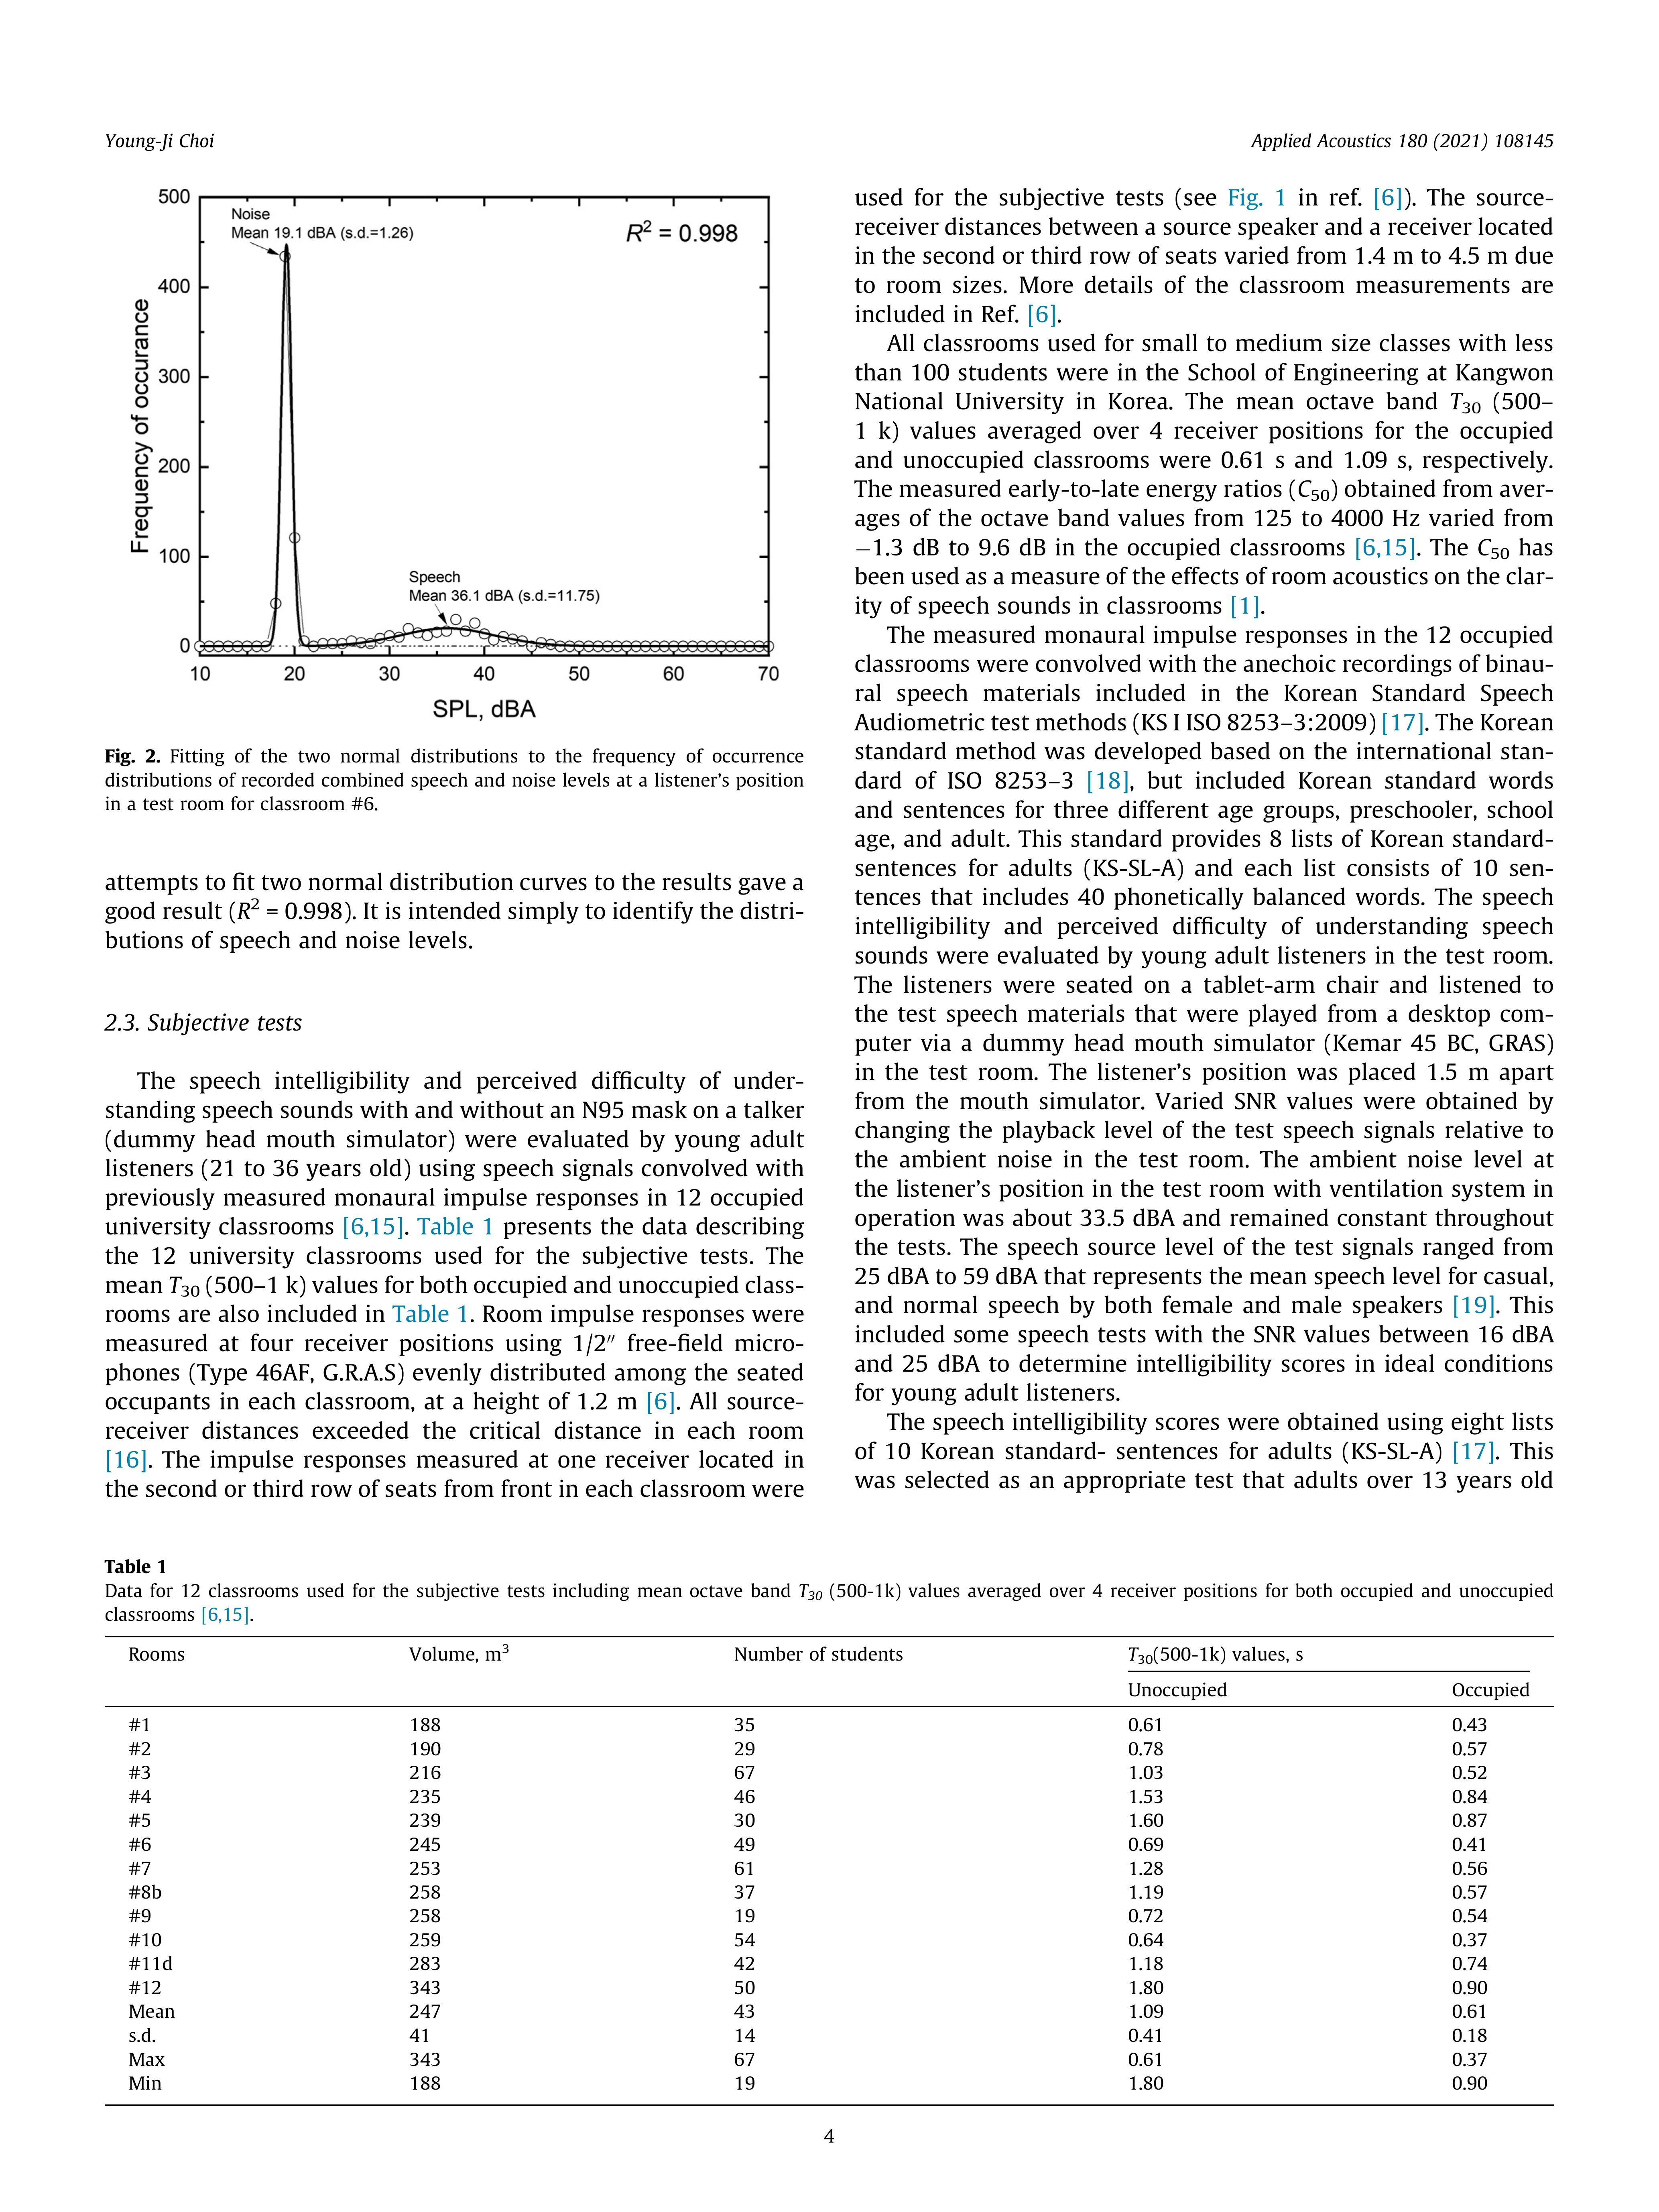 Young-Ji Choi
Applied Acoustics 180 (2021) 108145
500
400
300
200
100
0
Frequency of occurance
Noise
Mean 19.1 dBA (s.d.=1.26)
R² = 0.998
Speech
Mean 36.1 dBA (s.d.=11.75)
10 20 30 40 50 60 70
SPL, dBA
Fig. 2. Fitting of the two normal distributions to the frequency of occurrence
distributions of recorded combined speech and noise levels at a listener's position
in a test room for classroom #6.
attempts to fit two normal distribution curves to the results gave a
good result (R² = 0.998). It is intended simply to identify the distri-
butions of speech and noise levels.
2.3. Subjective tests
The speech intelligibility and perceived difficulty of under-
standing speech sounds with and without an N95 mask on a talker
(dummy head mouth simulator) were evaluated by young adult
listeners (21 to 36 years old) using speech signals convolved with
previously measured monaural impulse responses in 12 occupied
university classrooms [6,15]. Table 1 presents the data describing
the 12 university classrooms used for the subjective tests. The
mean T30 (500–1 k) values for both occupied and unoccupied class-
rooms are also included in Table 1. Room impulse responses were
measured at four receiver positions using 1/2″ free-field micro-
phones (Type 46AF, G.R.A.S) evenly distributed among the seated
occupants in each classroom, at a height of 1.2 m [6]. All source-
receiver distances exceeded the critical distance in each room
[16]. The impulse responses measured at one receiver located in
the second or third row of seats from front in each classroom were
used for the subjective tests (see Fig. 1 in ref. [6]). The source-
receiver distances between a source speaker and a receiver located
in the second or third row of seats varied from 1.4 m to 4.5 m due
to room sizes. More details of the classroom measurements are
included in Ref. [6].
All classrooms used for small to medium size classes with less
than 100 students were in the School of Engineering at Kangwon
National University in Korea. The mean octave band T30 (500–
1 k) values averaged over 4 receiver positions for the occupied
and unoccupied classrooms were 0.61 s and 1.09 s, respectively.
The measured early-to-late energy ratios (C50) obtained from aver-
ages of the octave band values from 125 to 4000 Hz varied from
−1.3 dB to 9.6 dB in the occupied classrooms [6,15]. The C50 has
been used as a measure of the effects of room acoustics on the clar-
ity of speech sounds in classrooms [1].
The measured monaural impulse responses in the 12 occupied
classrooms were convolved with the anechoic recordings of binau-
ral speech materials included in the Korean Standard Speech
Audiometric test methods (KS I ISO 8253–3:2009) [17]. The Korean
standard method was developed based on the international stan-
dard of ISO 8253–3 [18], but included Korean standard words
and sentences for three different age groups, preschooler, school
age, and adult. This standard provides 8 lists of Korean standard-
sentences for adults (KS-SL-A) and each list consists of 10 sen-
tences that includes 40 phonetically balanced words. The speech
intelligibility and perceived difficulty of understanding speech
sounds were evaluated by young adult listeners in the test room.
The listeners were seated on a tablet-arm chair and listened to
the test speech materials that were played from a desktop com-
puter via a dummy head mouth simulator (Kemar 45 BC, GRAS)
in the test room. The listener's position was placed 1.5 m apart
from the mouth simulator. Varied SNR values were obtained by
changing the playback level of the test speech signals relative to
the ambient noise in the test room. The ambient noise level at
the listener's position in the test room with ventilation system in
operation was about 33.5 dBA and remained constant throughout
the tests. The speech source level of the test signals ranged from
25 dBA to 59 dBA that represents the mean speech level for casual,
and normal speech by both female and male speakers [19]. This
included some speech tests with the SNR values between 16 dBA
and 25 dBA to determine intelligibility scores in ideal conditions
for young adult listeners.
The speech intelligibility scores were obtained using eight lists
of 10 Korean standard- sentences for adults (KS-SL-A) [17]. This
was selected as an appropriate test that adults over 13 years old
Table 1
Data for 12 classrooms used for the subjective tests including mean octave band T30 (500-1k) values averaged over 4 receiver positions for both occupied and unoccupied
classrooms [6,15].
Rooms Volume, m³ Number of students T30(500-1k) values, s
Unoccupied Occupied
#1 188 35 0.61 0.43
#2 190 29 0.78 0.57
#3 216 67 1.03 0.52
#4 235 46 1.53 0.84
#5 239 30 1.60 0.87
#6 245 49 0.69 0.41
#7 253 61 1.28 0.56
#8b 258 37 1.19 0.57
#9 258 19 0.72 0.54
#10 259 54 0.64 0.37
#11d 283 42 1.18 0.74
#12 343 50 1.80 0.90
Mean 247 43 1.09 0.61
s.d. 41 14 0.41 0.18
Max 343 67 0.61 0.37
Min 188 19 1.80 0.90
4